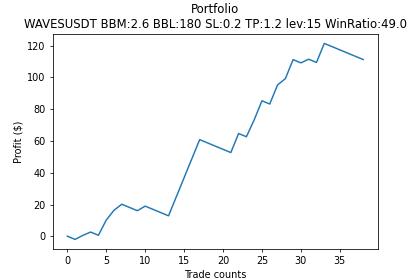 Portfolio
WAVESUSDT BBM:2.6 BBL:180 SL:0.2 TP:1.2 lev:15 WinRatio:49.0
120
100
80
60
40
20
0
Profit ($)
0 5 10 15 20 25 30 35
Trade counts